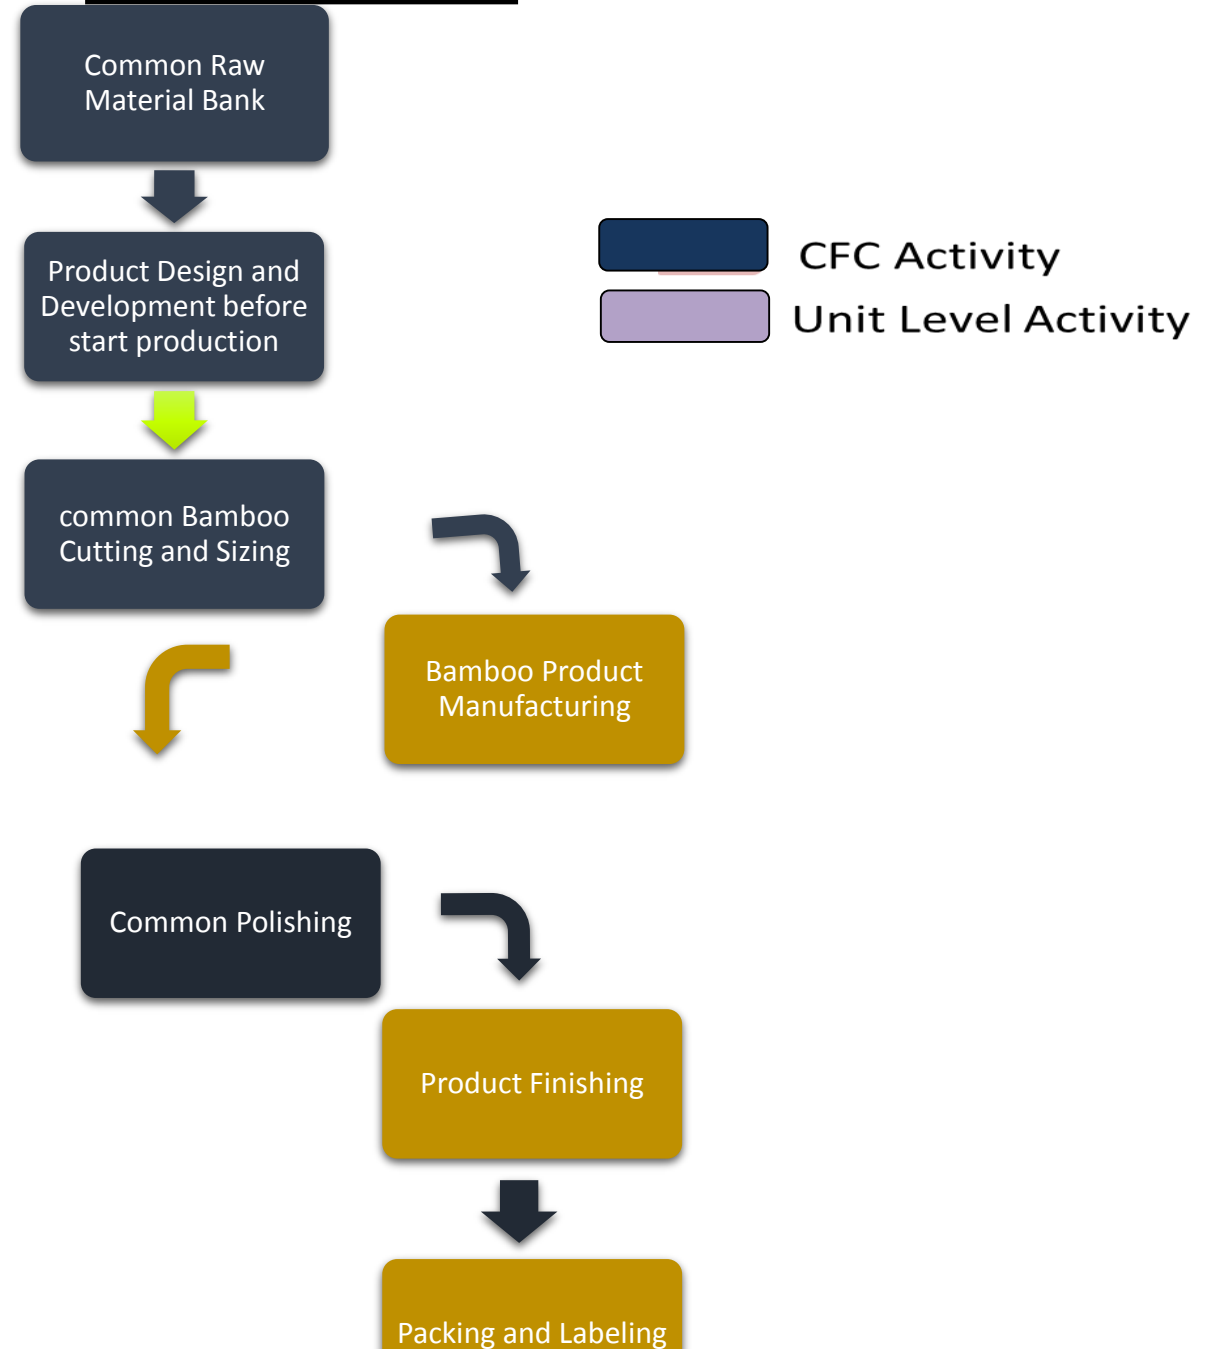 Common Raw
Material Bank
Product Design and
Development before
start production
CFC Activity
Unit Level Activity
common Bamboo
Cutting and Sizing
Bamboo Product
Manufacturing
Common Polishing
Product Finishing
Packing and Labeling